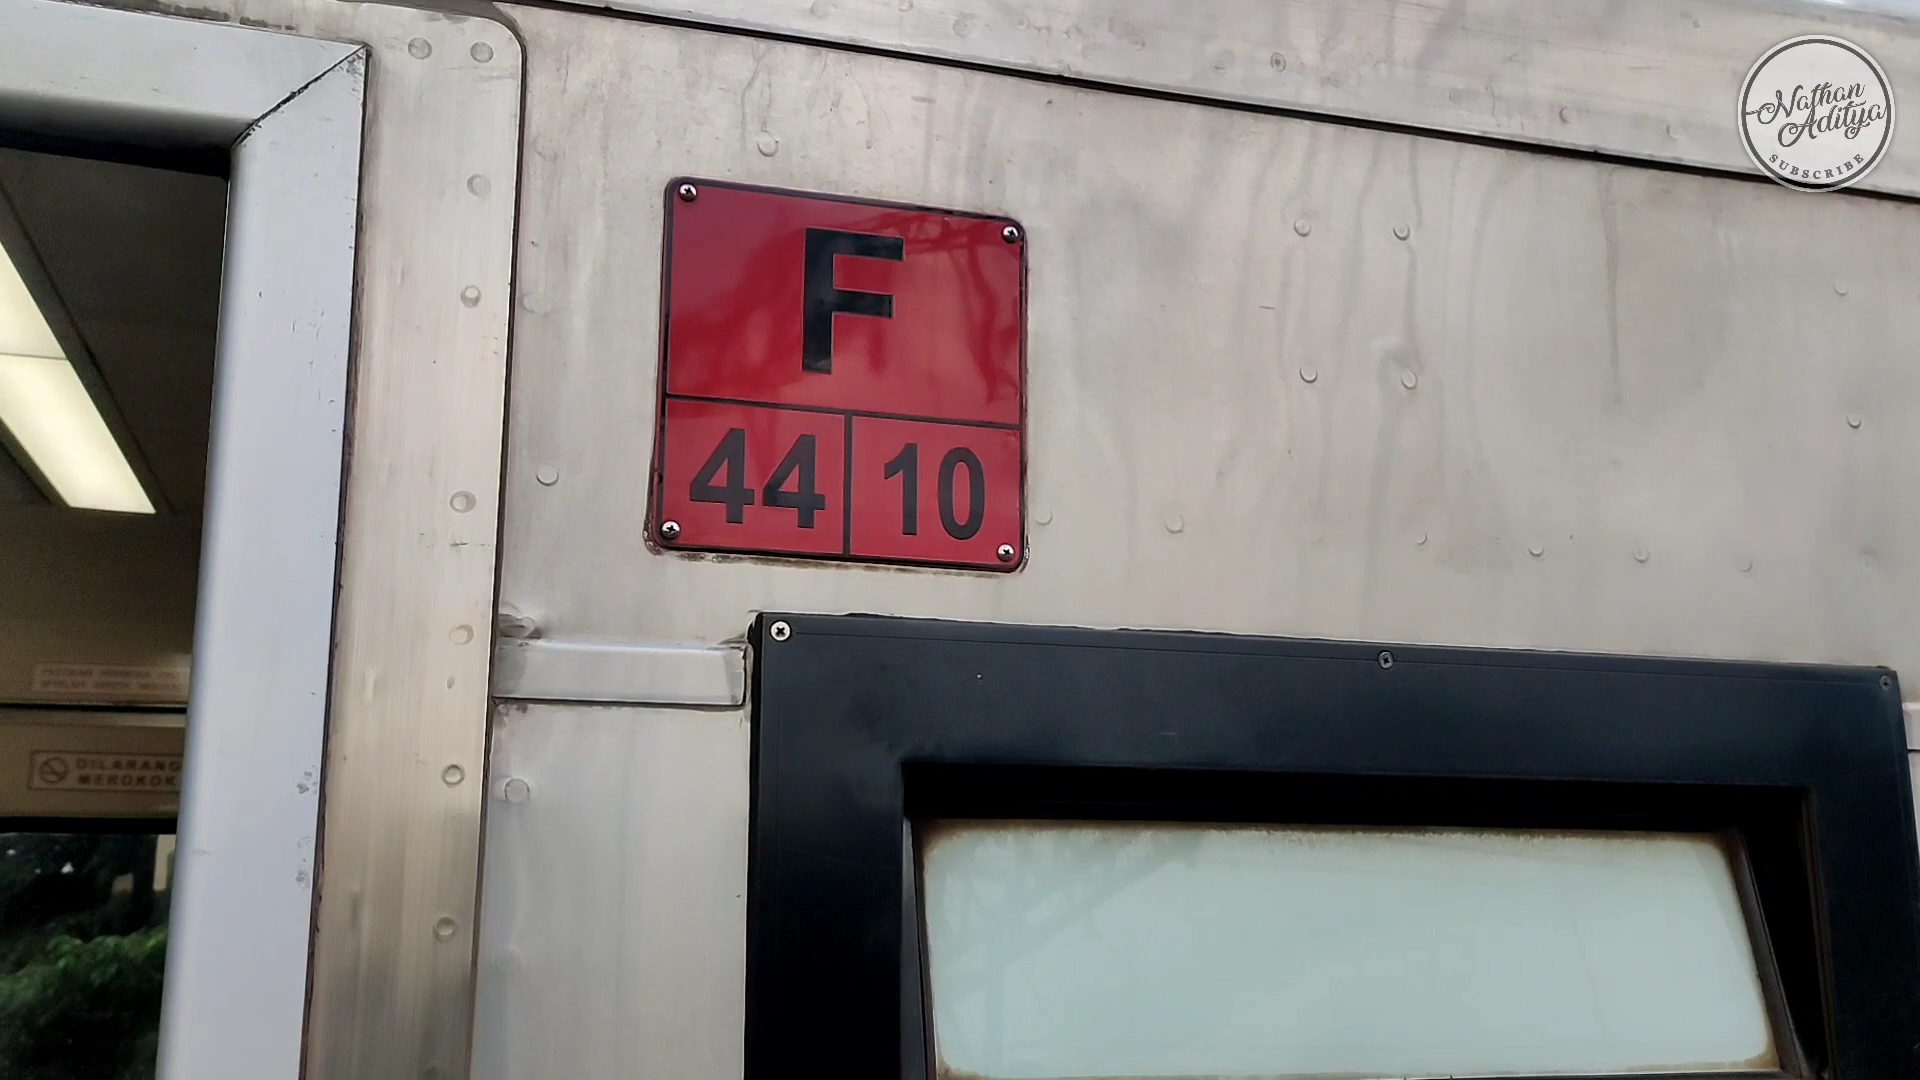 Nathan
Aditya
SUBSCRIBE
F
44 10
DILARANG
MEROKOK